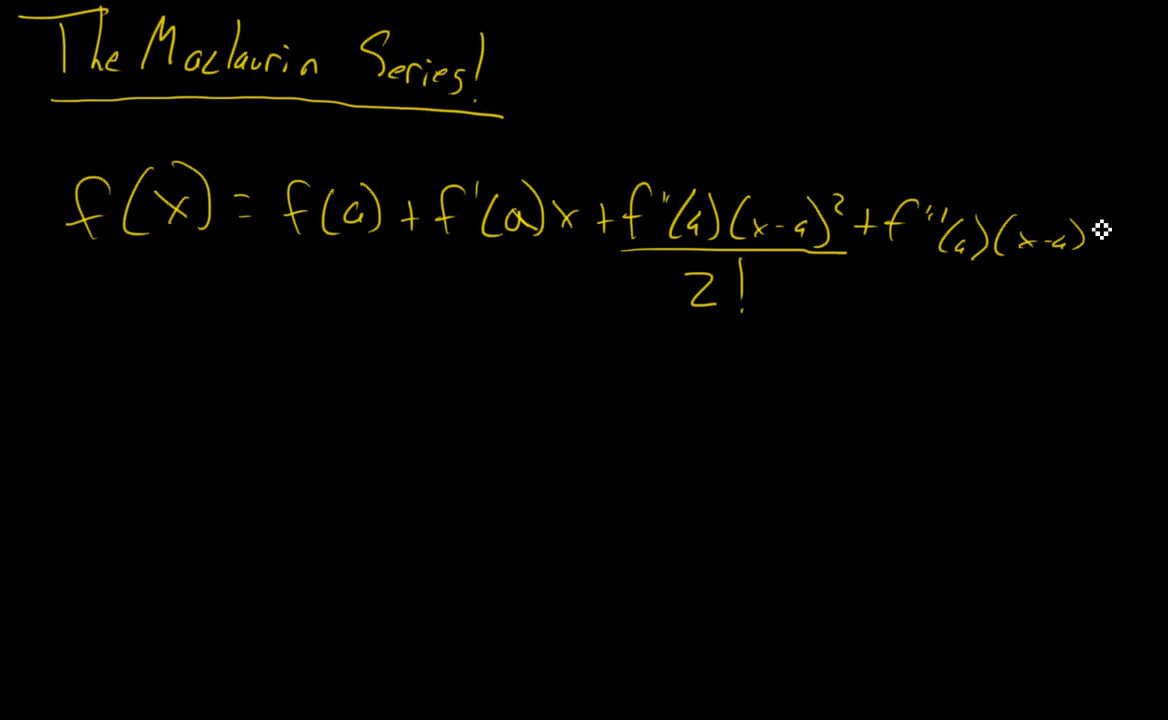 The Maclaurin Series!
f(x) = f(a) + f'(a)x + f''(a)(x-a)²/2! + f'''(a)(x-a)